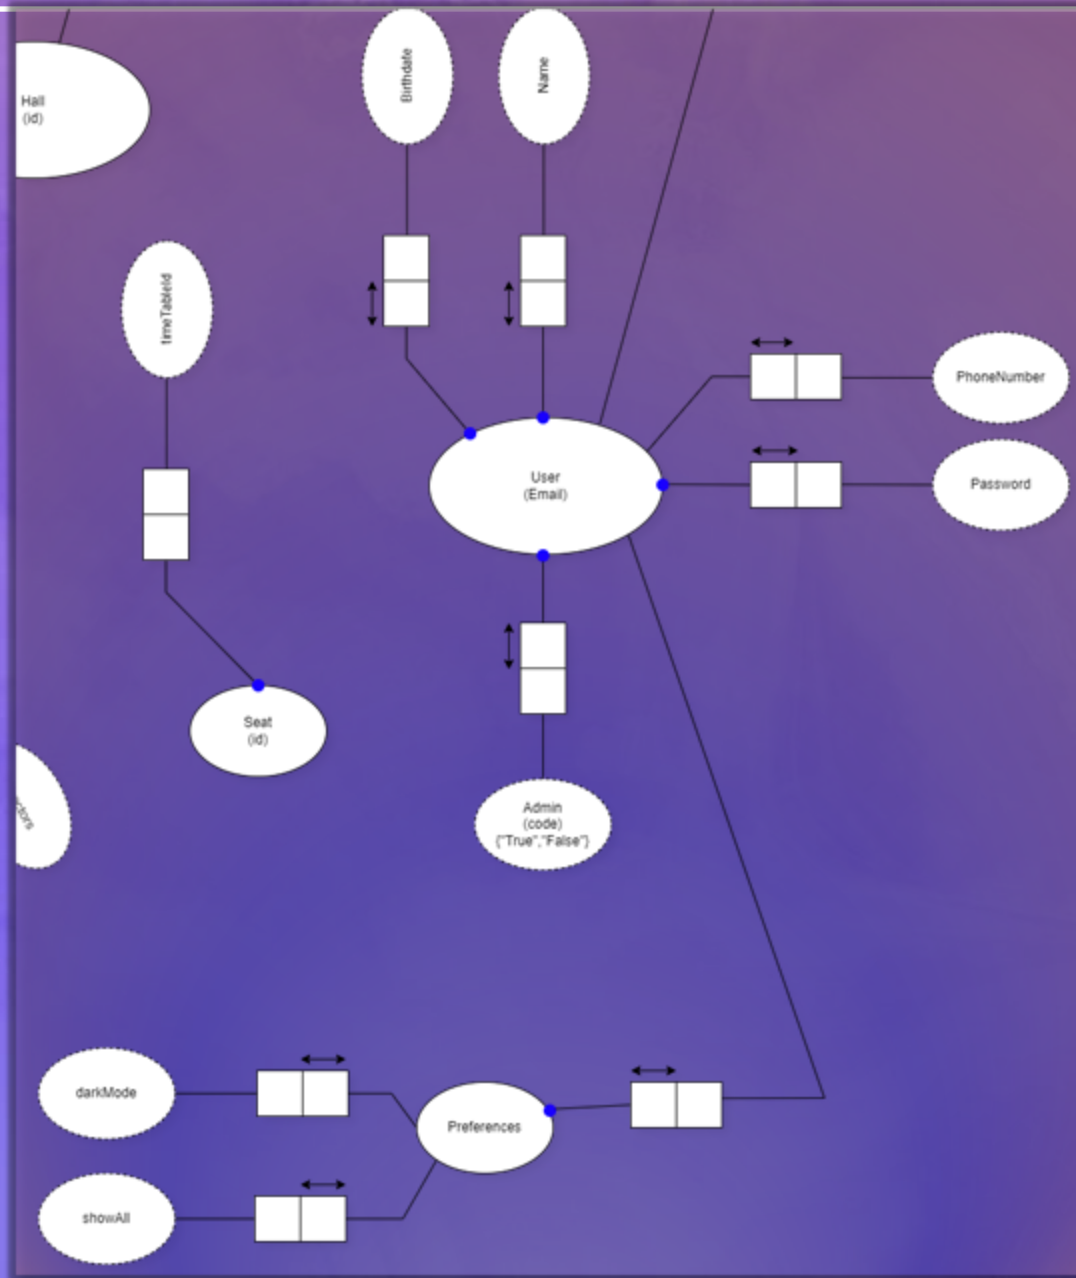 Hall
(id)
Birthdate
Name
timeTableId
PhoneNumber
User
(Email)
Password
Seat
(id)
Admin
(code)
{"True","False"}
darkMode
Preferences
showAll